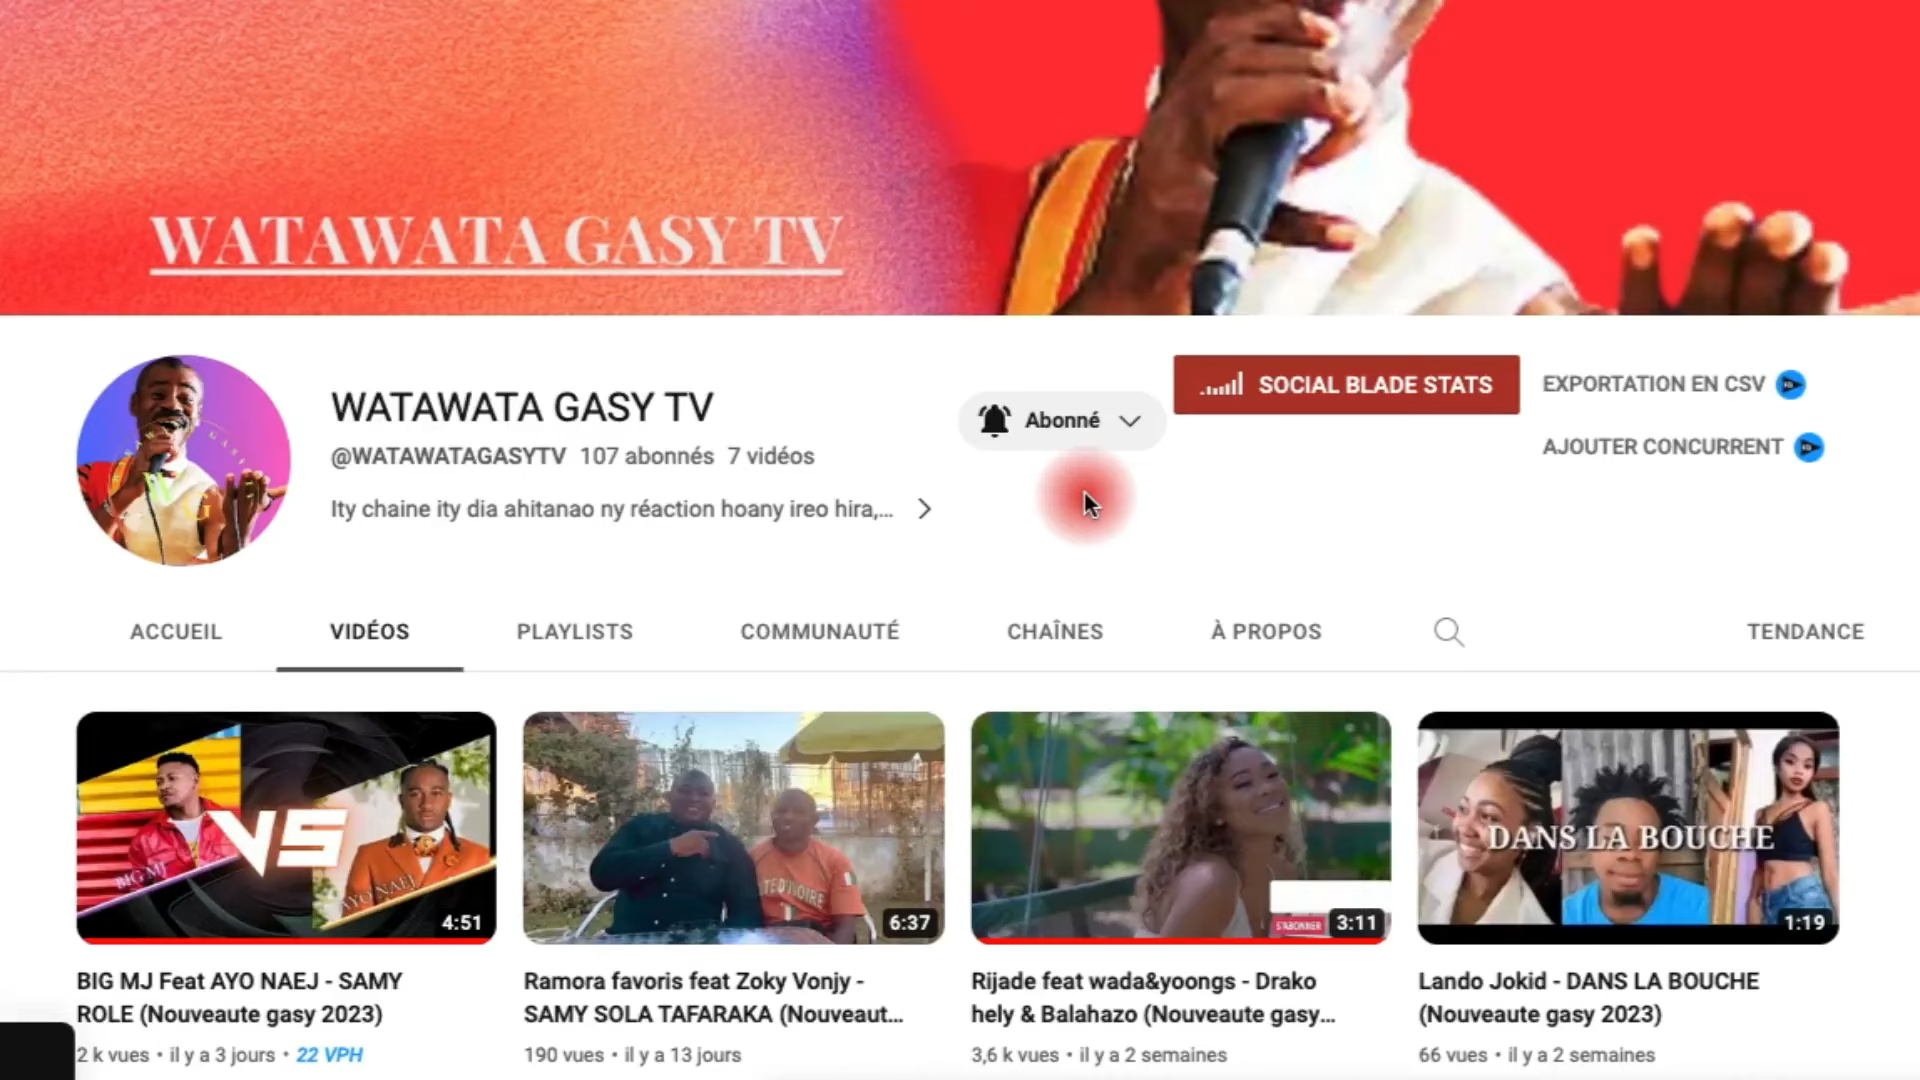 WATAWATA GASY TV
WATAWATA GASY TV
@WATAWATAGASYTV 107 abonnés 7 vidéos
Ity chaine ity dia ahitanao ny réaction hoany ireo hira,...
Abonné
SOCIAL BLADE STATS
EXPORTATION EN CSV
AJOUTER CONCURRENT
ACCUEIL VIDÉOS PLAYLISTS COMMUNAUTÉ CHAÎNES À PROPOS TENDANCE
BIG MJ
VS
AYO NAEJ
4:51
6:37
S'ABONNER
3:11
DANS LA BOUCHE
1:19
BIG MJ Feat AYO NAEJ - SAMY
ROLE (Nouveaute gasy 2023)
2 k vues • il y a 3 jours • 22 VPH
Ramora favoris feat Zoky Vonjy -
SAMY SOLA TAFARAKA (Nouveaut...
190 vues • il y a 13 jours
Rijade feat wada&yoongs - Drako
hely & Balahazo (Nouveaute gasy...
3,6 k vues • il y a 2 semaines
Lando Jokid - DANS LA BOUCHE
(Nouveaute gasy 2023)
66 vues • il y a 2 semaines